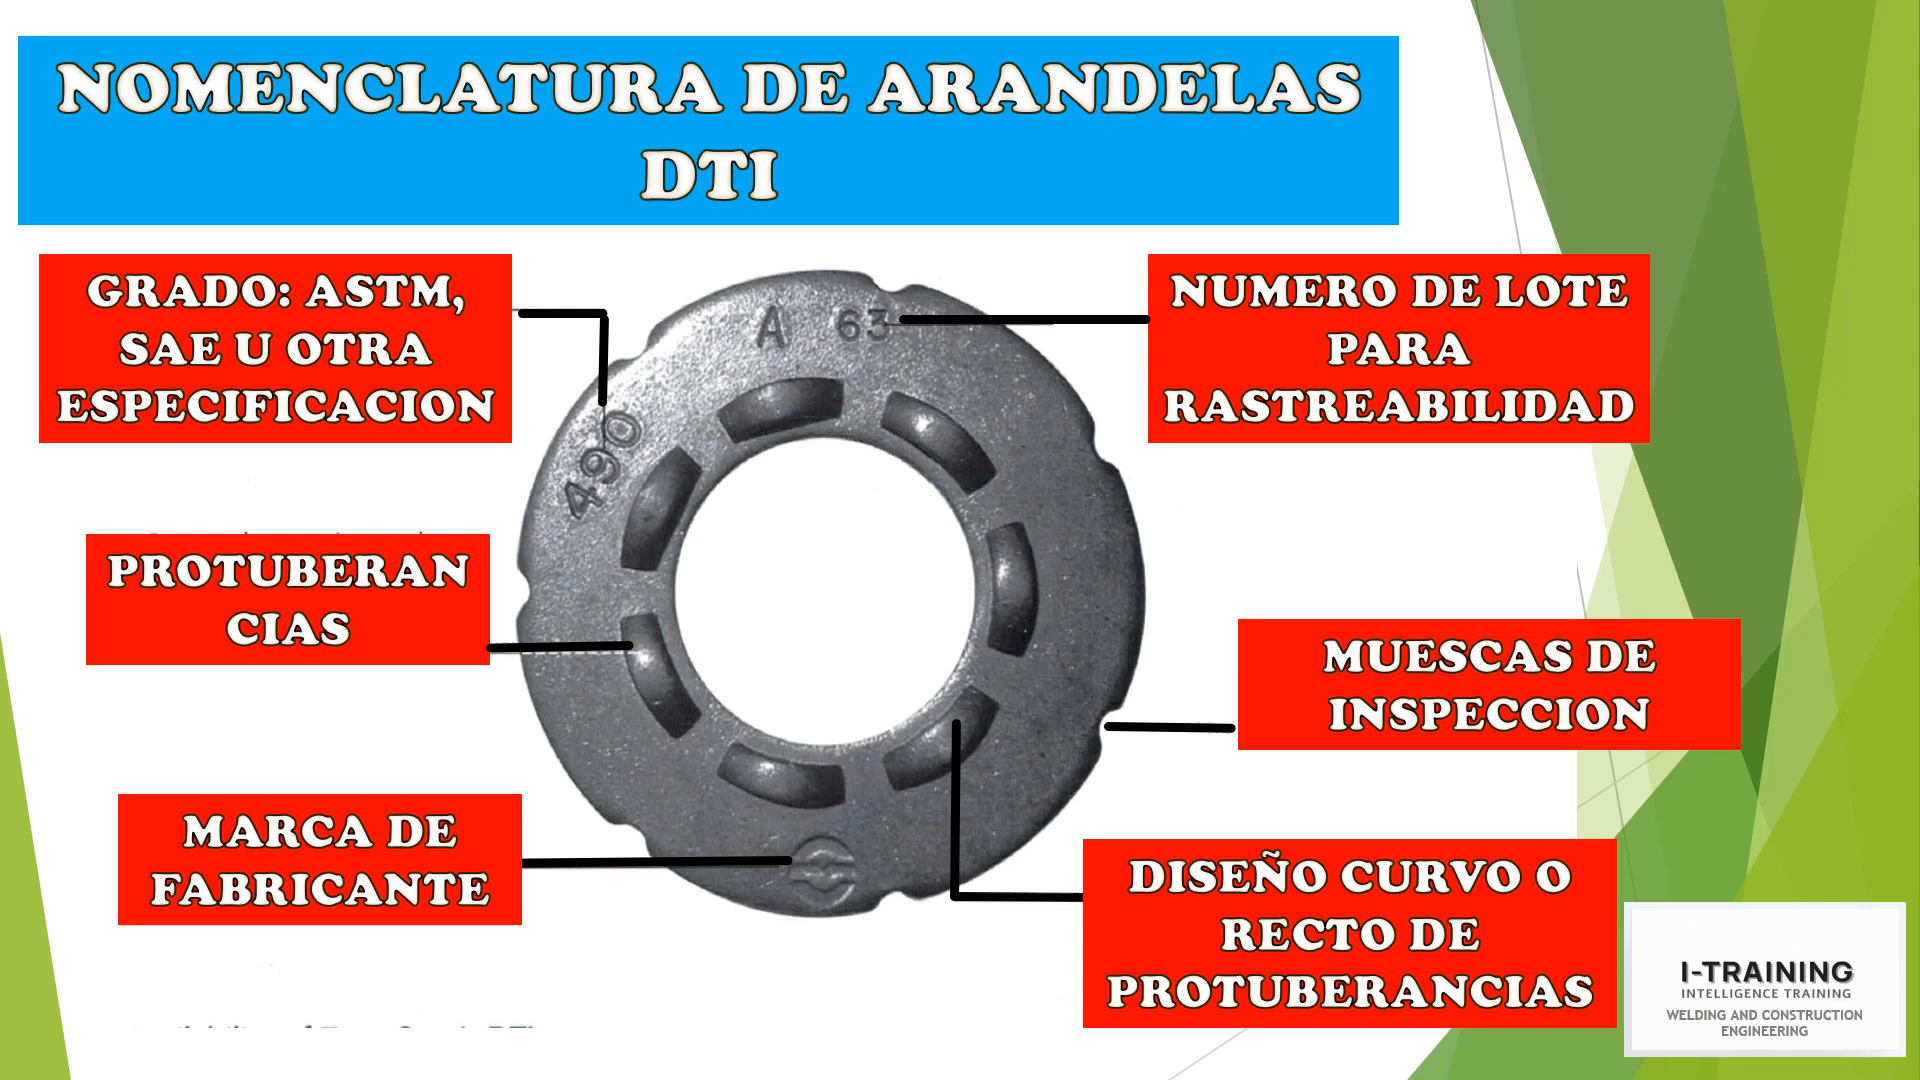 NOMENCLATURA DE ARANDELAS
DTI
GRADO: ASTM,
SAE U OTRA
ESPECIFICACION
NUMERO DE LOTE
PARA
RASTREABILIDAD
A 63
490
PROTUBERAN
CIAS
MUESCAS DE
INSPECCION
MARCA DE
FABRICANTE
DISEÑO CURVO O
RECTO DE
PROTUBERANCIAS
I-TRAINING
INTELLIGENCE TRAINING
WELDING AND CONSTRUCTION
ENGINEERING